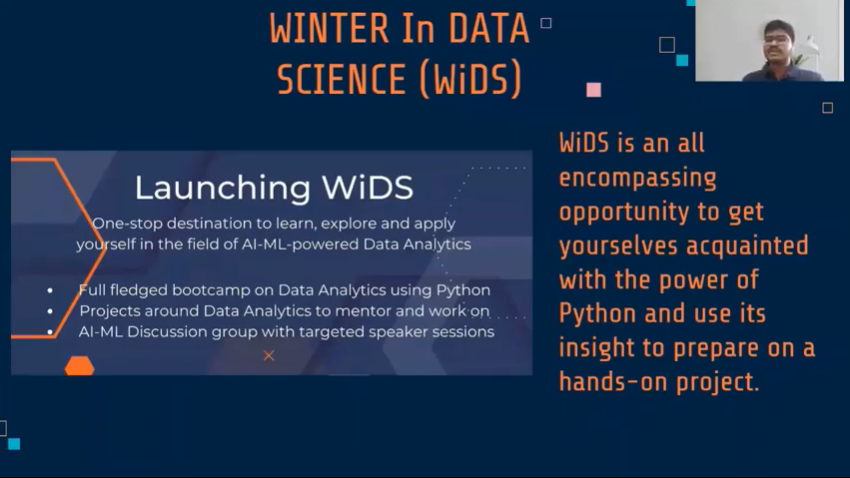 WINTER In DATA
SCIENCE (WiDS)
Launching WiDS
One-stop destination to learn, explore and apply
yourself in the field of AI-ML-powered Data Analytics
• Full fledged bootcamp on Data Analytics using Python
• Projects around Data Analytics to mentor and work on
• AI-ML Discussion group with targeted speaker sessions
WiDS is an all
encompassing
opportunity to get
yourselves acquainted
with the power of
Python and use its
insight to prepare on a
hands-on project.